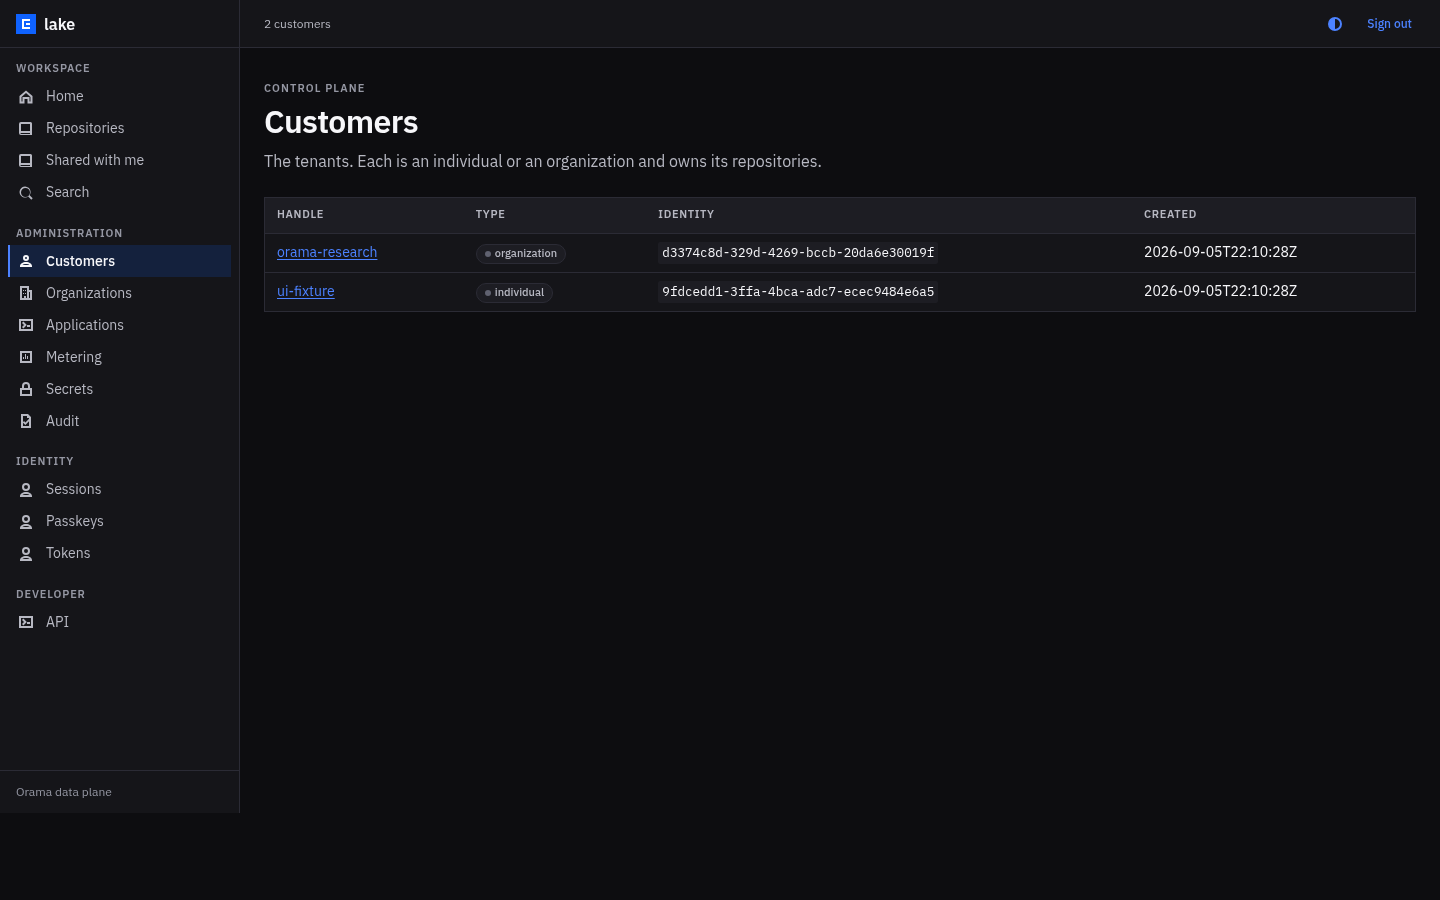 lake
2 customers
Sign out
WORKSPACE
Home
Repositories
Shared with me
Search
ADMINISTRATION
Customers
Organizations
Applications
Metering
Secrets
Audit
IDENTITY
Sessions
Passkeys
Tokens
DEVELOPER
API
Orama data plane
CONTROL PLANE
Customers
The tenants. Each is an individual or an organization and owns its repositories.
HANDLE TYPE IDENTITY CREATED
orama-research organization d3374c8d-329d-4269-bccb-20da6e30019f 2026-09-05T22:10:28Z
ui-fixture individual 9fdcedd1-3ffa-4bca-adc7-ecec9484e6a5 2026-09-05T22:10:28Z